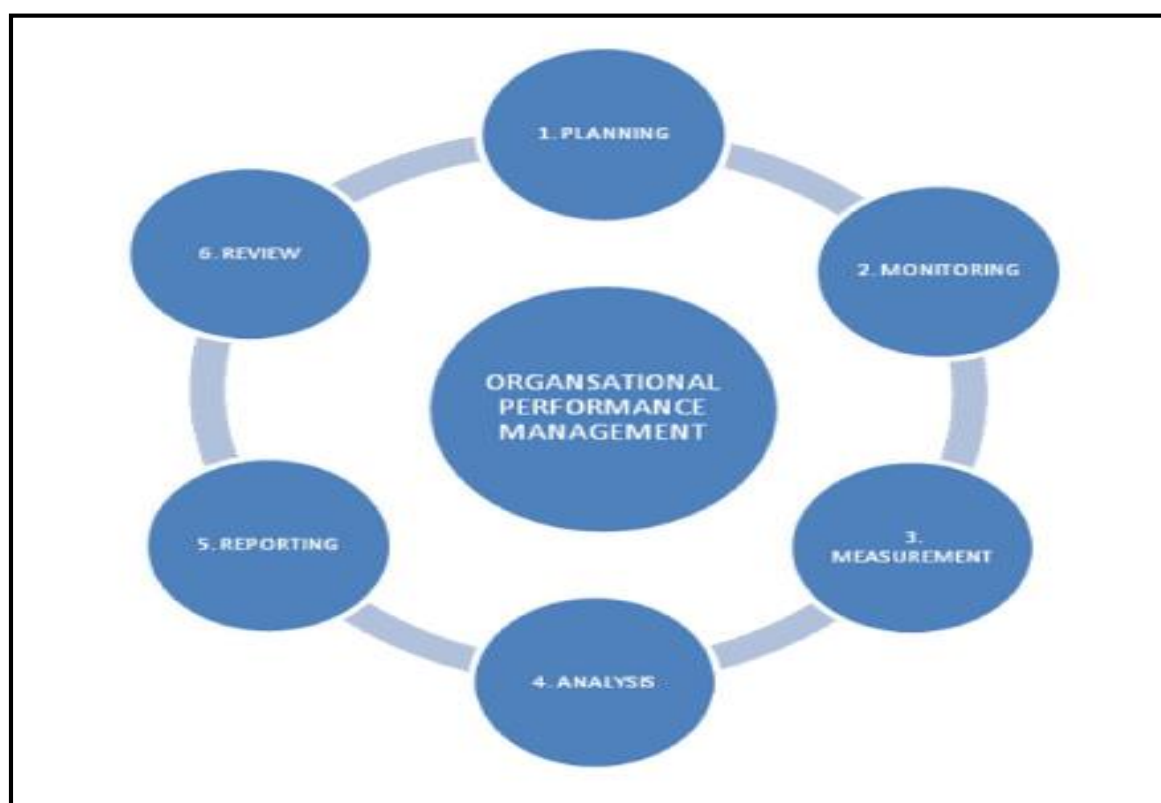 1. PLANNING
2. MONITORING
3.
MEASUREMENT
4. ANALYSIS
5. REPORTING
6. REVIEW
ORGANSATIONAL
PERFORMANCE
MANAGEMENT